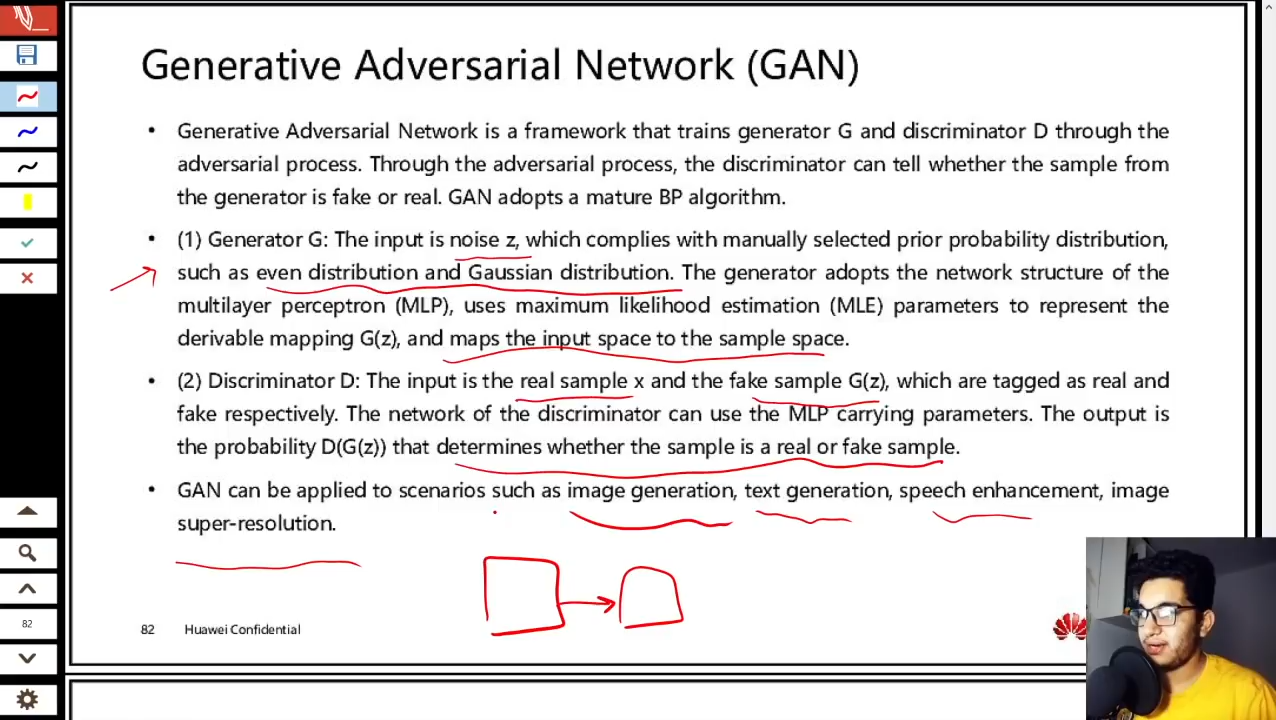 Generative Adversarial Network (GAN)
• Generative Adversarial Network is a framework that trains generator G and discriminator D through the
adversarial process. Through the adversarial process, the discriminator can tell whether the sample from
the generator is fake or real. GAN adopts a mature BP algorithm.
• (1) Generator G: The input is noise z, which complies with manually selected prior probability distribution,
such as even distribution and Gaussian distribution. The generator adopts the network structure of the
multilayer perceptron (MLP), uses maximum likelihood estimation (MLE) parameters to represent the
derivable mapping G(z), and maps the input space to the sample space.
• (2) Discriminator D: The input is the real sample x and the fake sample G(z), which are tagged as real and
fake respectively. The network of the discriminator can use the MLP carrying parameters. The output is
the probability D(G(z)) that determines whether the sample is a real or fake sample.
• GAN can be applied to scenarios such as image generation, text generation, speech enhancement, image
super-resolution.
82
82 Huawei Confidential